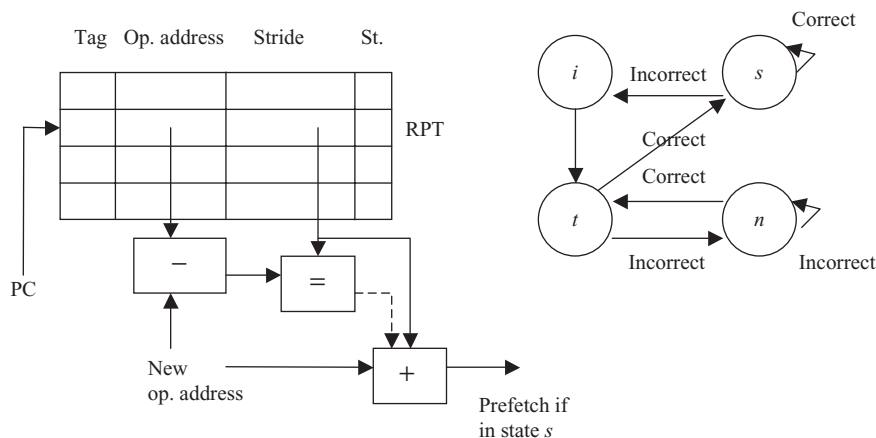 Tag Op. address Stride St.
RPT
PC
−
=
New
op. address
+
Prefetch if
in state s
i
s
Correct
Incorrect
Correct
Correct
t
n
Incorrect
Incorrect